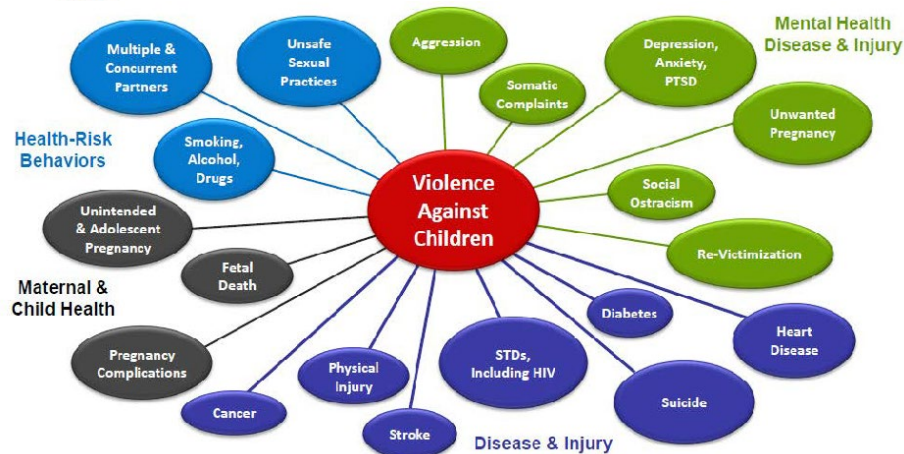 Multiple &
Concurrent
Partners
Unsafe
Sexual
Practices
Aggression
Somatic
Complaints
Depression,
Anxiety,
PTSD
Mental Health
Disease & Injury
Unwanted
Pregnancy
Health-Risk
Behaviors
Smoking,
Alcohol,
Drugs
Violence
Against
Children
Social
Ostracism
Unintended
& Adolescent
Pregnancy
Fetal
Death
Re-Victimization
Maternal &
Child Health
Pregnancy
Complications
Cancer
Physical
Injury
Stroke
STDs,
Including HIV
Diabetes
Suicide
Heart
Disease
Disease & Injury